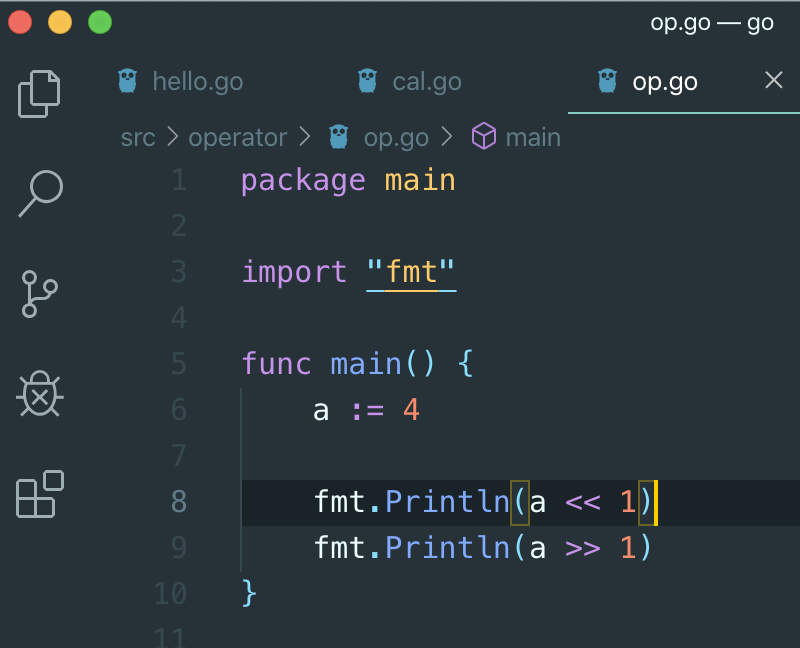 op.go — go
hello.go cal.go op.go
src > operator > op.go > main
1 package main
2
3 import "fmt"
4
5 func main() {
6     a := 4
7
8     fmt.Println(a << 1)
9     fmt.Println(a >> 1)
10 }
11